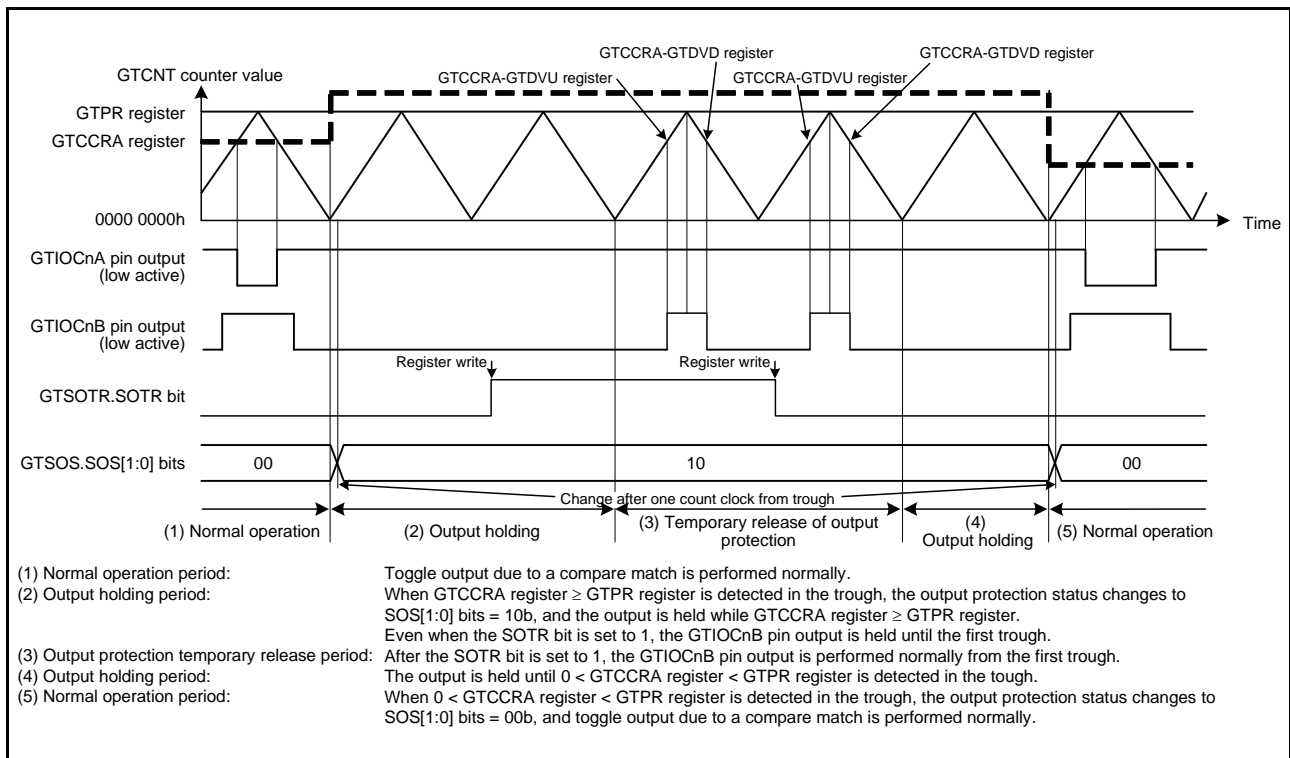 GTCCRA-GTDVD register
GTCCRA-GTDVD register
GTCNT counter value
GTCCRA-GTDVU register
GTCCRA-GTDVU register
GTPR register
GTCCRA register
0000 0000h
Time
GTIOCnA pin output
(low active)
GTIOCnB pin output
(low active)
Register write
Register write
GTSOTR.SOTR bit
GTSOS.SOS[1:0] bits
00
10
00
Change after one count clock from trough
(1) Normal operation
(2) Output holding
(3) Temporary release of output
protection
(4)
Output holding
(5) Normal operation
(1) Normal operation period: Toggle output due to a compare match is performed normally.
(2) Output holding period: When GTCCRA register ≥ GTPR register is detected in the trough, the output protection status changes to
SOS[1:0] bits = 10b, and the output is held while GTCCRA register ≥ GTPR register.
Even when the SOTR bit is set to 1, the GTIOCnB pin output is held until the first trough.
(3) Output protection temporary release period: After the SOTR bit is set to 1, the GTIOCnB pin output is performed normally from the first trough.
(4) Output holding period: The output is held until 0 < GTCCRA register < GTPR register is detected in the tough.
(5) Normal operation period: When 0 < GTCCRA register < GTPR register is detected in the trough, the output protection status changes to
SOS[1:0] bits = 00b, and toggle output due to a compare match is performed normally.